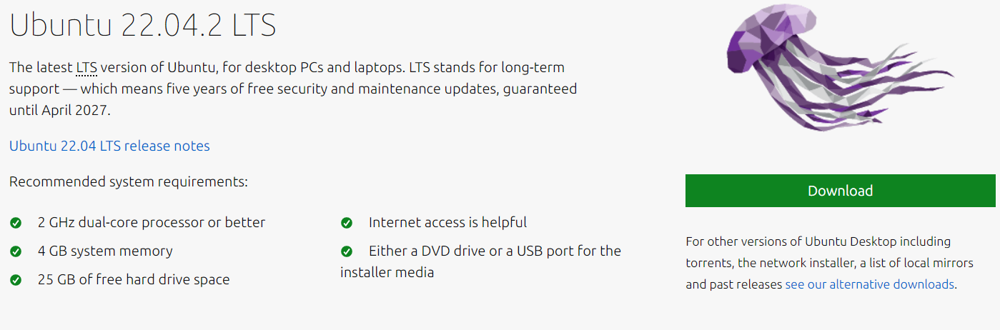 Ubuntu 22.04.2 LTS
The latest LTS version of Ubuntu, for desktop PCs and laptops. LTS stands for long-term
support — which means five years of free security and maintenance updates, guaranteed
until April 2027.
Ubuntu 22.04 LTS release notes
Recommended system requirements:
2 GHz dual-core processor or better
4 GB system memory
25 GB of free hard drive space
Internet access is helpful
Either a DVD drive or a USB port for the
installer media
Download
For other versions of Ubuntu Desktop including
torrents, the network installer, a list of local mirrors
and past releases see our alternative downloads.